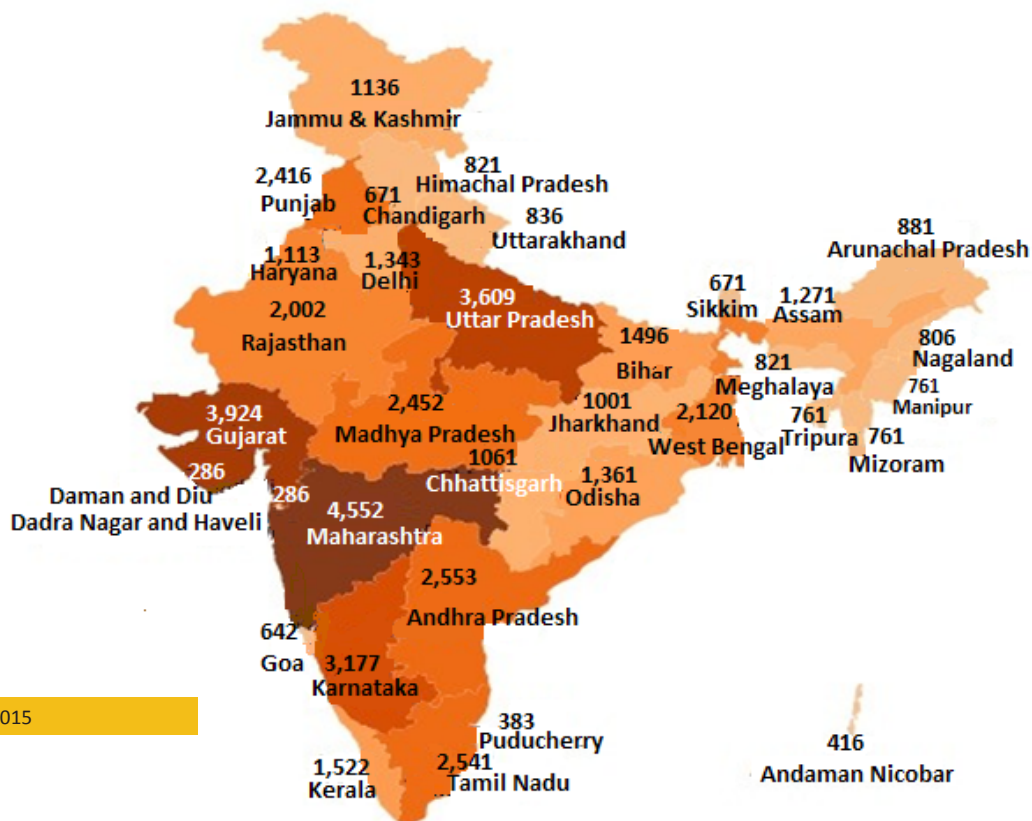 1136
Jammu & Kashmir
821
Himachal Pradesh
2,416
Punjab
671
Chandigarh
836
Uttarakhand
881
Arunachal Pradesh
1,113
Haryana
1,343
Delhi
671
Sikkim
1,271
Assam
2,002
Rajasthan
3,609
Uttar Pradesh
1496
Bihar
806
Nagaland
821
Meghalaya
761
Manipur
3,924
Gujarat
2,452
Madhya Pradesh
1001
Jharkhand
2,120
West Bengal
761
Tripura
761
Mizoram
1061
Chhattisgarh
286
Daman and Diu
286
Dadra Nagar and Haveli
1,361
Odisha
4,552
Maharashtra
2,553
Andhra Pradesh
642
Goa
3,177
Karnataka
015
383
Puducherry
416
Andaman Nicobar
1,522
Kerala
2,541
Tamil Nadu